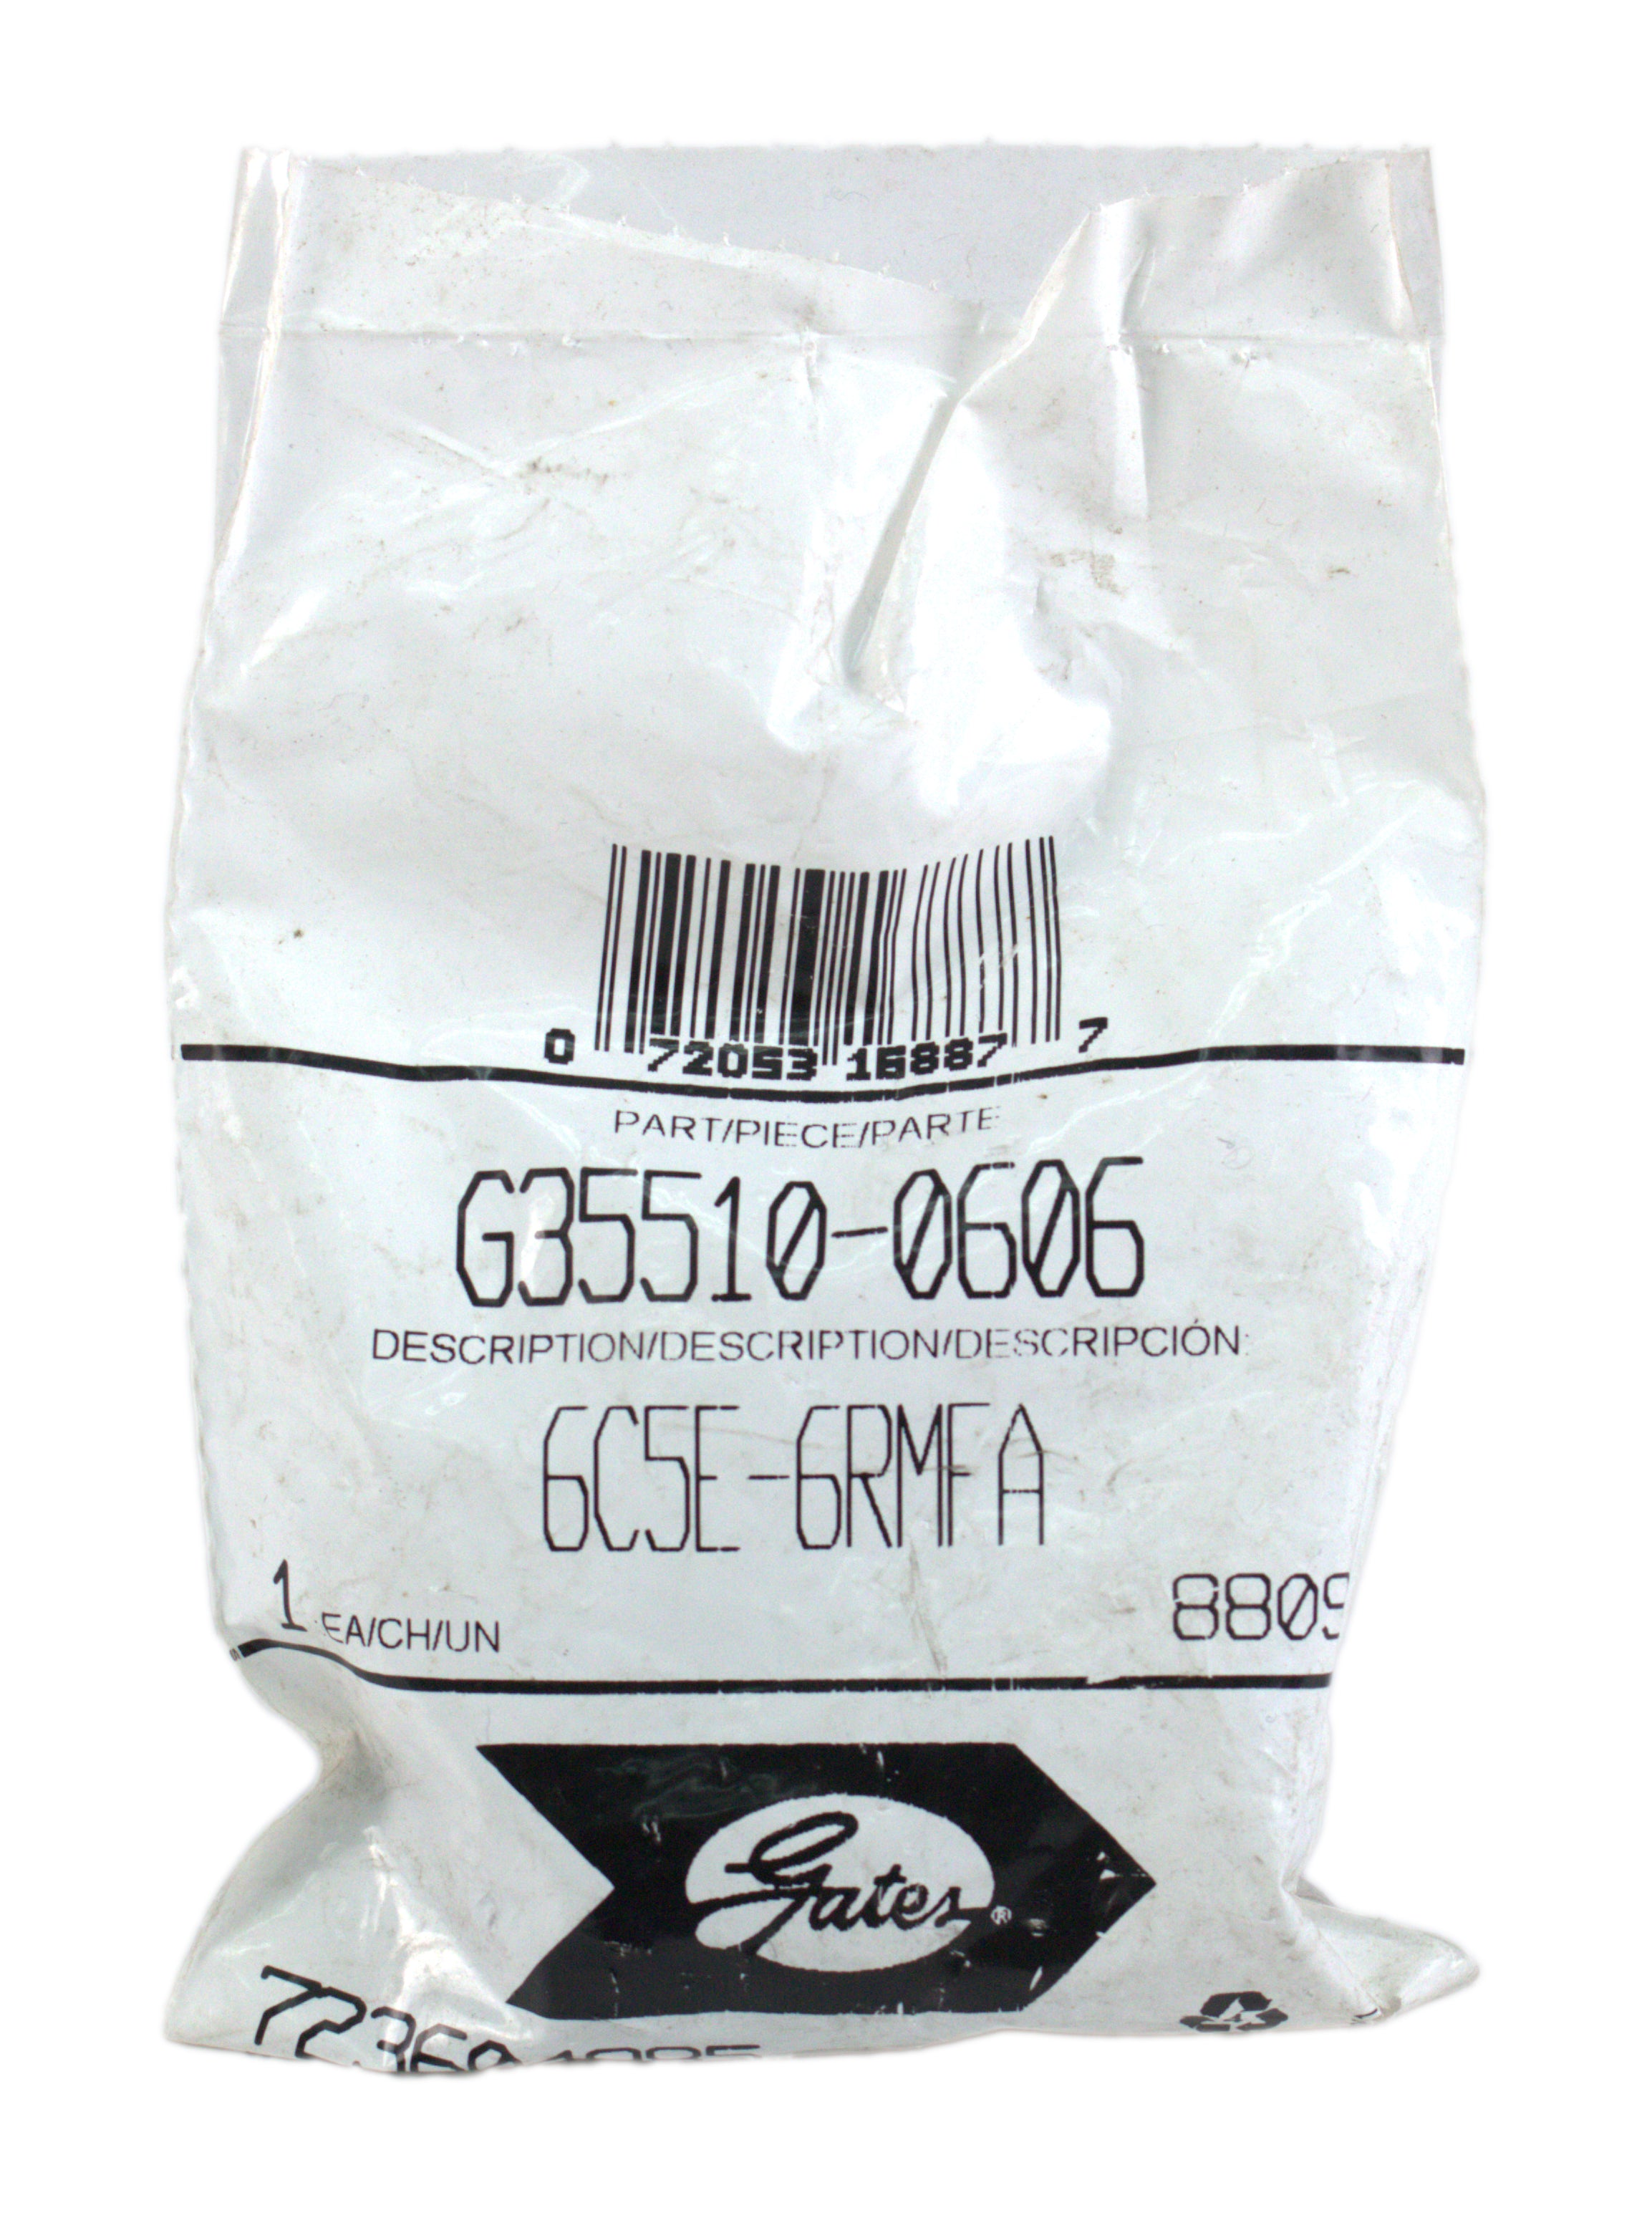 0 72053 16887 7
PART/PIECE/PARTE
G35510-0606
DESCRIPTION/DESCRIPTION/DESCRIPCIÓN:
6C5E-6RMFA
1 EA/CH/UN 8809
Gates®